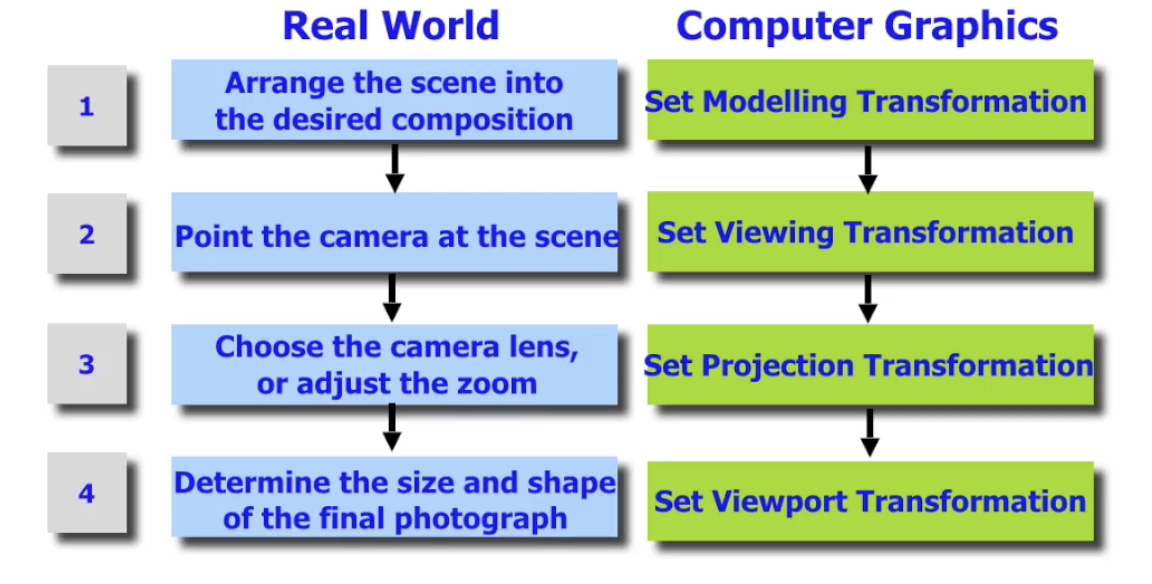 Real World
Computer Graphics
1
Arrange the scene into
the desired composition
Set Modelling Transformation
2
Point the camera at the scene
Set Viewing Transformation
3
Choose the camera lens,
or adjust the zoom
Set Projection Transformation
4
Determine the size and shape
of the final photograph
Set Viewport Transformation